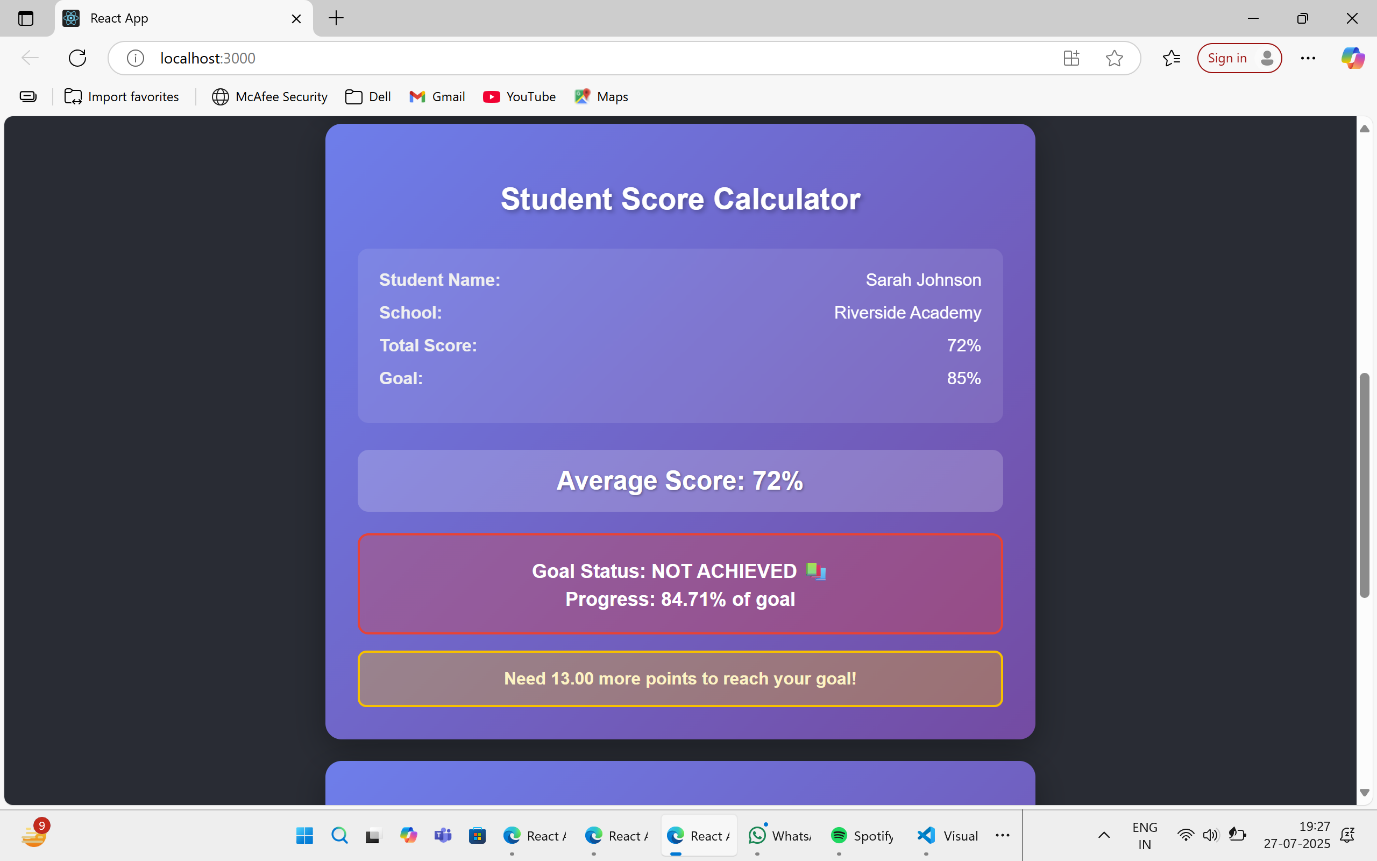 React App
localhost:3000
Sign in
Import favorites
McAfee Security
Dell
Gmail
YouTube
Maps
Student Score Calculator
Student Name: Sarah Johnson
School: Riverside Academy
Total Score: 72%
Goal: 85%
Average Score: 72%
Goal Status: NOT ACHIEVED
Progress: 84.71% of goal
Need 13.00 more points to reach your goal!
9
React
React
React
Whats
Spotify
Visual
ENG
IN
19:27
27-07-2025